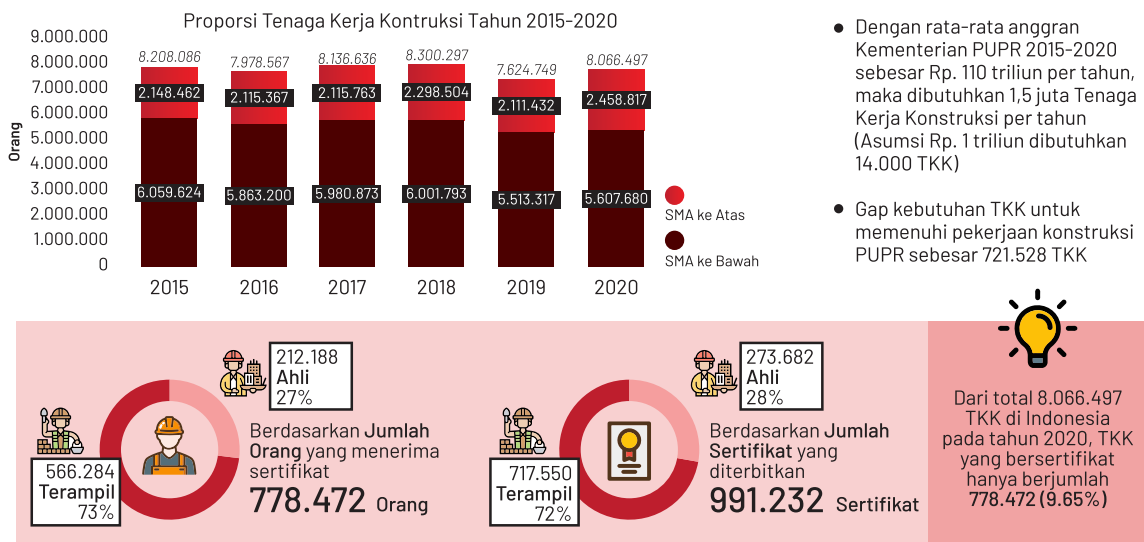 Proporsi Tenaga Kerja Kontruksi Tahun 2015-2020
Orang
9.000.000
8.000.000
7.000.000
6.000.000
5.000.000
4.000.000
3.000.000
2.000.000
1.000.000
0
8.208.086
7.978.567
8.136.636
8.300.297
7.624.749
8.066.497
2.148.462
2.115.367
2.115.763
2.298.504
2.111.432
2.458.817
6.059.624
5.863.200
5.980.873
6.001.793
5.513.317
5.607.680
2015
2016
2017
2018
2019
2020
SMA ke Atas
SMA ke Bawah
• Dengan rata-rata anggran
Kementerian PUPR 2015-2020
sebesar Rp. 110 triliun per tahun,
maka dibutuhkan 1,5 juta Tenaga
Kerja Konstruksi per tahun
(Asumsi Rp. 1 triliun dibutuhkan
14.000 TKK)
• Gap kebutuhan TKK untuk
memenuhi pekerjaan konstruksi
PUPR sebesar 721.528 TKK
212.188
Ahli
27%
566.284
Terampil
73%
Berdasarkan Jumlah
Orang yang menerima
sertifikat
778.472 Orang
273.682
Ahli
28%
717.550
Terampil
72%
Berdasarkan Jumlah
Sertifikat yang
diterbitkan
991.232 Sertifikat
Dari total 8.066.497
TKK di Indonesia
pada tahun 2020, TKK
yang bersertifikat
hanya berjumlah
778.472 (9.65%)